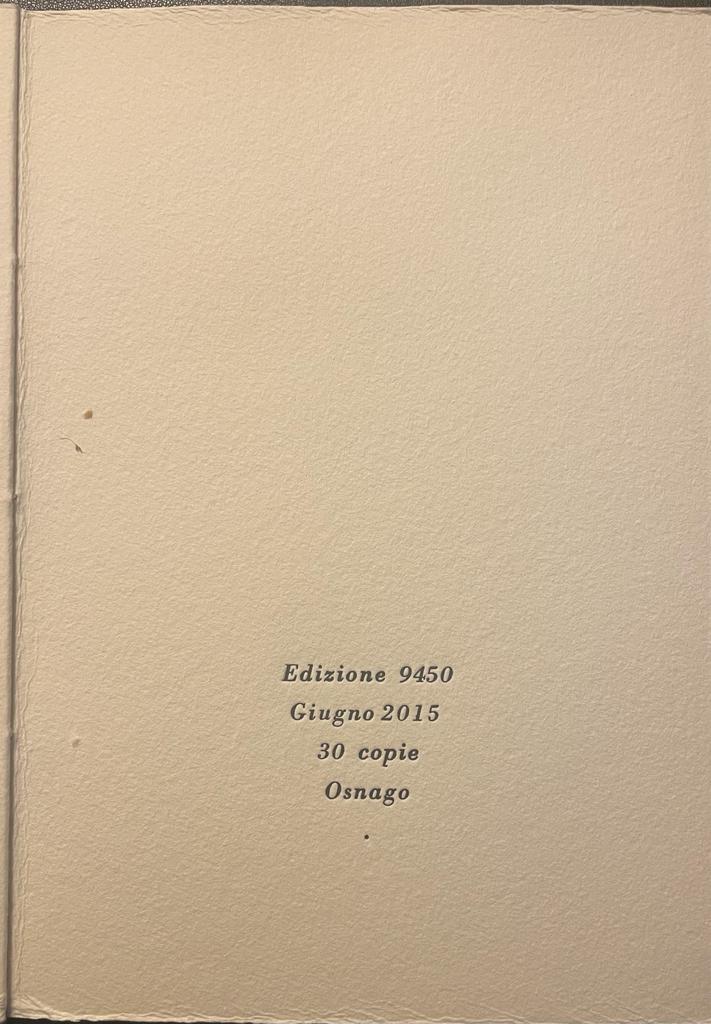 Edizione 9450
Giugno 2015
30 copie
Osnago
.